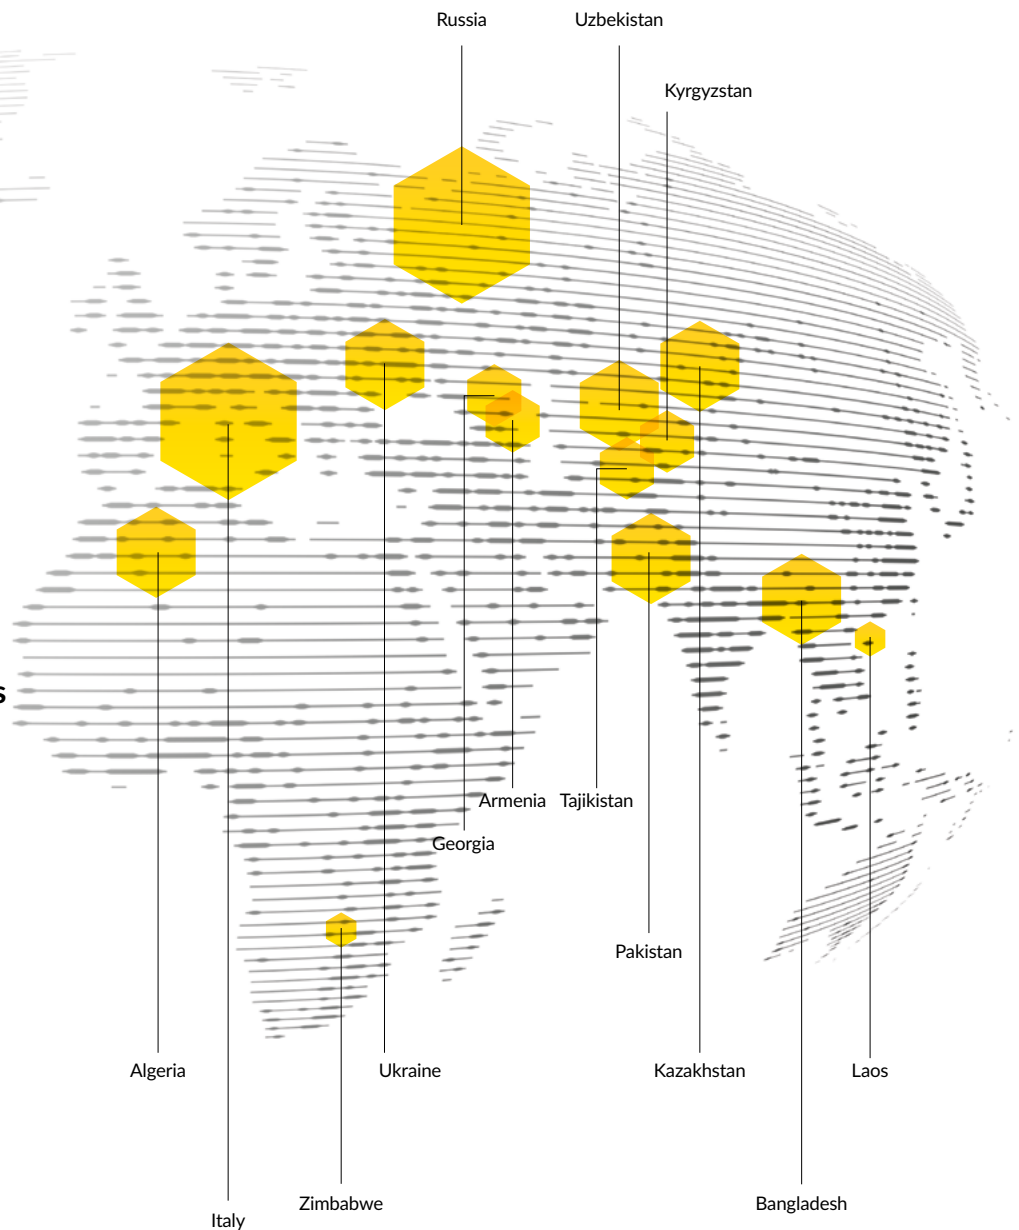 Russia
Uzbekistan
Kyrgyzstan
s
Armenia
Tajikistan
Georgia
Pakistan
Algeria
Ukraine
Kazakhstan
Laos
Zimbabwe
Bangladesh
Italy